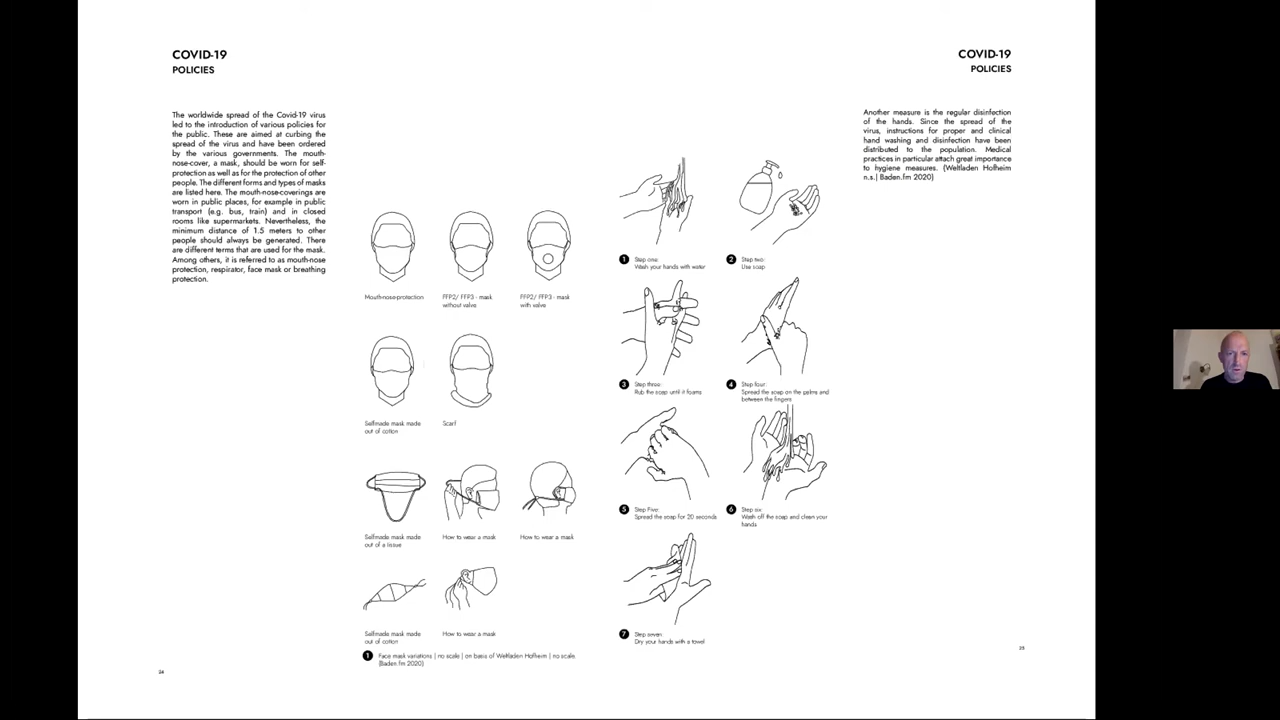 COVID-19
POLICIES
The worldwide spread of the Covid-19 virus
led to the introduction of various policies for
the public. These are aimed at curbing the
spread of the virus and have been ordered
by the various governments. The mouth-
nose-cover, a mask, should be worn for self-
protection as well as for the protection of other
people. The different forms and types of masks
are listed here. The mouth-nose-coverings are
worn in public places, for example in public
transport (e.g. bus, train) and in closed
rooms like supermarkets. Nevertheless, the
minimum distance of 1.5 meters to other
people should always be generated. There
are different terms that are used for the mask.
Among others, it is referred to as mouth-nose
protection, respirator, face mask or breathing
protection.
Mouth-nose-protection
FFP2/ FFP3 - mask
without valve
FFP2/ FFP3 - mask
with valve
Selfmade mask made
out of cotton
Scarf
Selfmade mask made
out of a tissue
How to wear a mask
How to wear a mask
Selfmade mask made
out of cotton
How to wear a mask
1 Face mask variations | no scale | on basis of Weltladen Hofheim | no scale
(Baden.fm 2020)
24
COVID-19
POLICIES
Another measure is the regular disinfection
of the hands. Since the spread of the
virus, instructions for proper and clinical
hand washing and disinfection have been
distributed to the population. Medical
practices in particular attach great importance
to hygiene measures. (Weltladen Hofheim
n.s.| Baden.fm 2020)
1 Step one:
Wash your hands with water
2 Step two:
Use soap
3 Step three:
Rub the soap until it foams
4 Step four:
Spread the soap on the palms and
between the fingers
5 Step Five:
Spread the soap for 20 seconds
6 Step six:
Wash off the soap and clean your
hands
7 Step seven:
Dry your hands with a towel
25